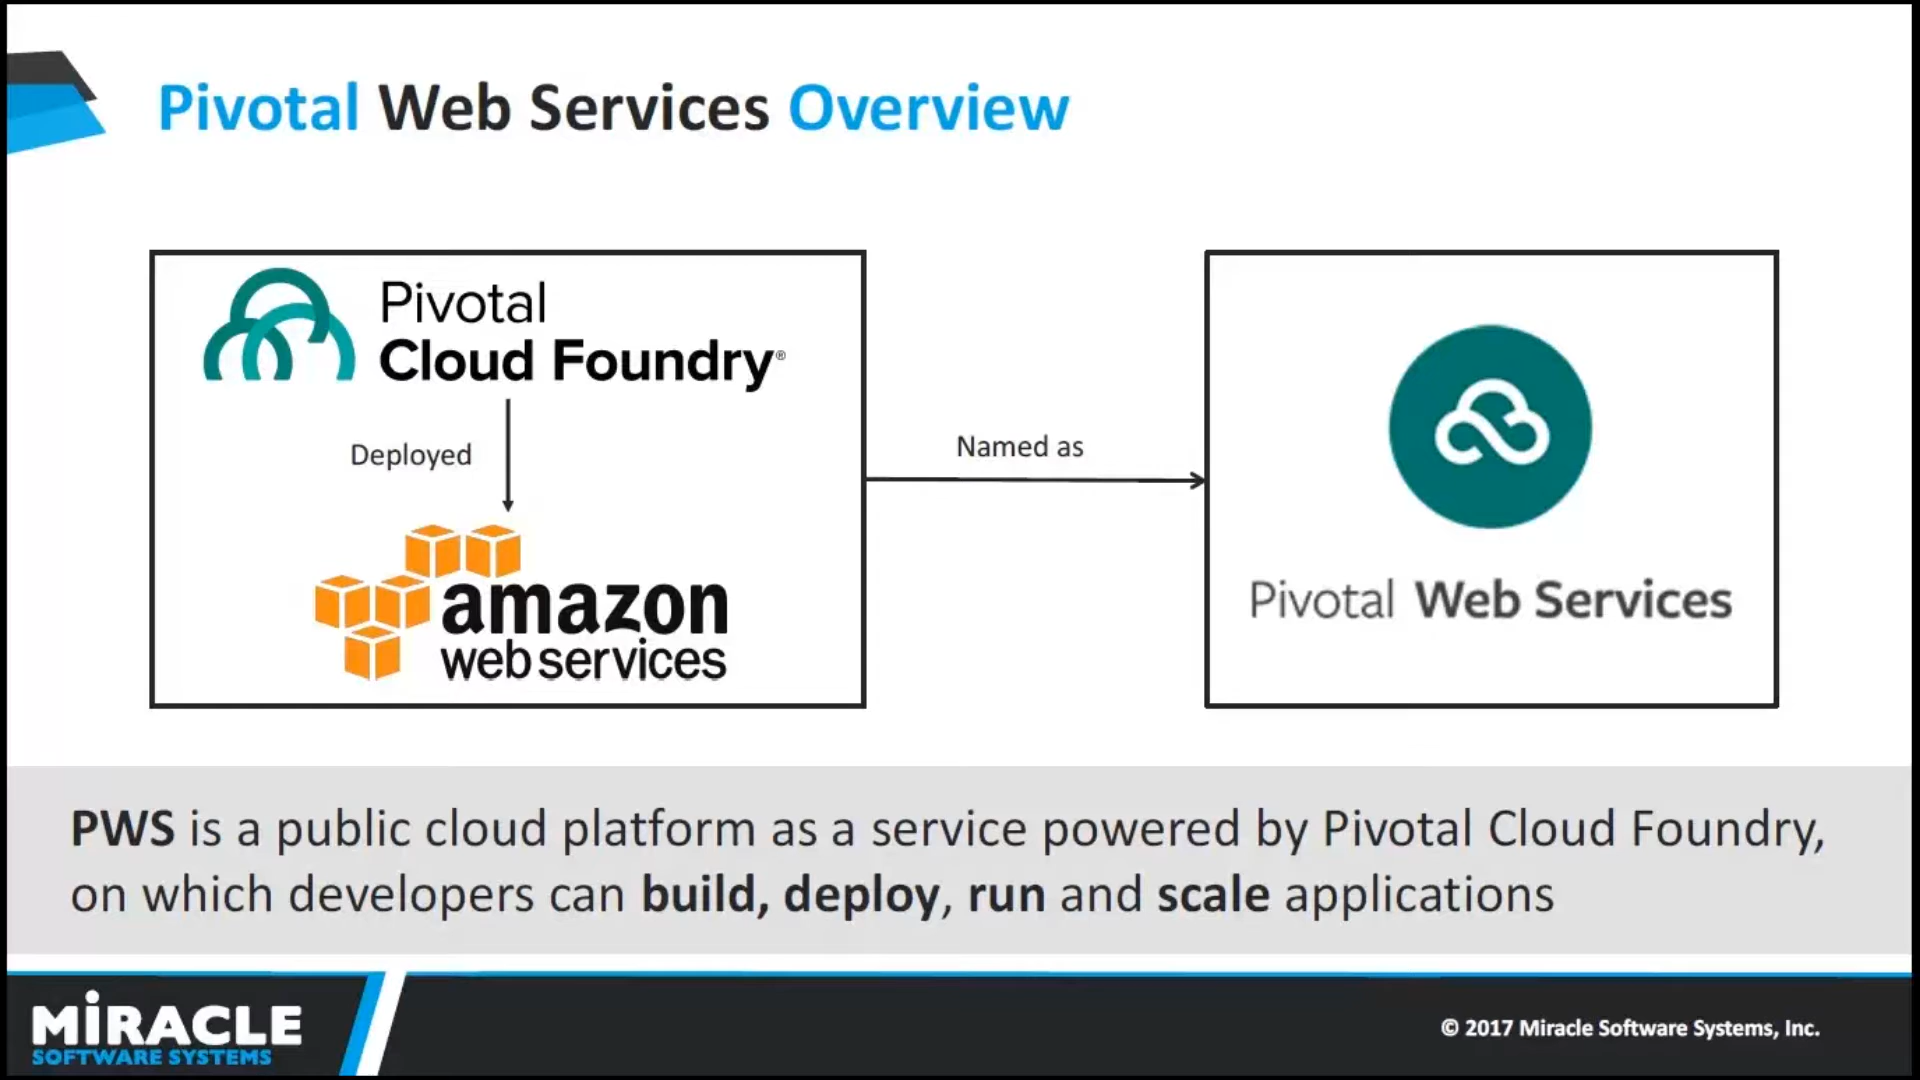 Pivotal Web Services Overview
Pivotal
Cloud Foundry®
Deployed
amazon
web services
Named as
Pivotal Web Services
PWS is a public cloud platform as a service powered by Pivotal Cloud Foundry,
on which developers can build, deploy, run and scale applications
MiRACLE
SOFTWARE SYSTEMS
© 2017 Miracle Software Systems, Inc.